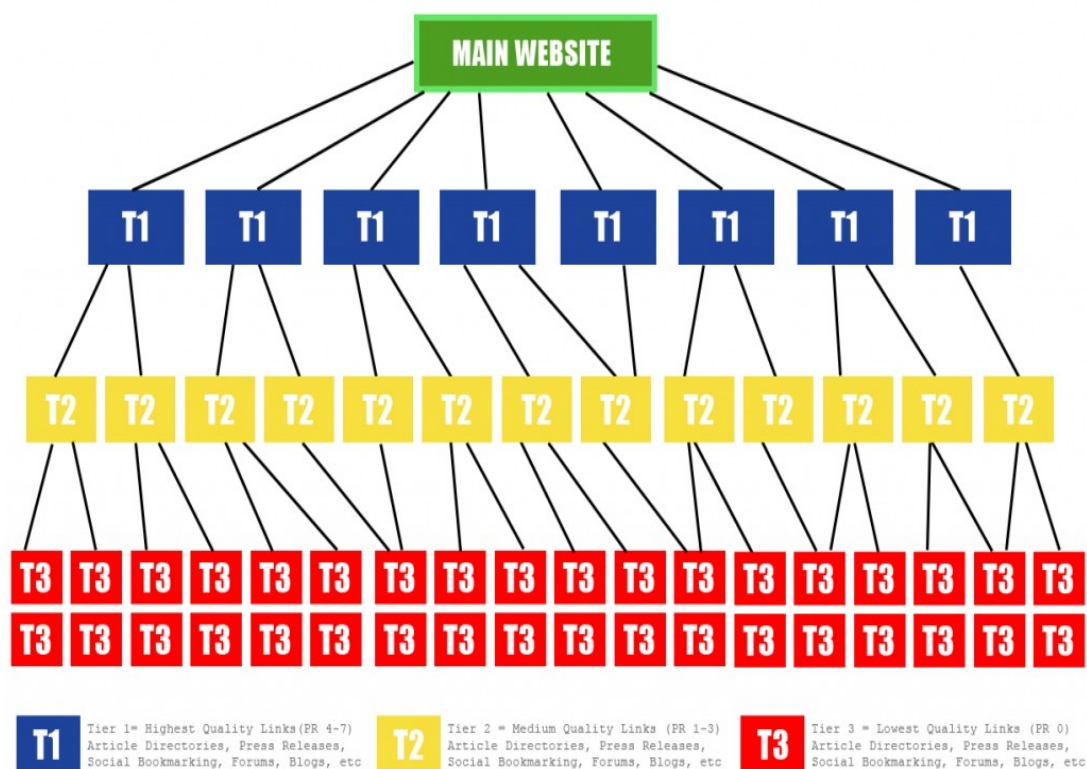 MAIN WEBSITE
T1 T1 T1 T1 T1 T1 T1 T1
T2 T2 T2 T2 T2 T2 T2 T2 T2 T2 T2 T2 T2
T3 T3 T3 T3 T3 T3 T3 T3 T3 T3 T3 T3 T3 T3 T3 T3 T3 T3
T3 T3 T3 T3 T3 T3 T3 T3 T3 T3 T3 T3 T3 T3 T3 T3 T3 T3
T1
Tier 1= Highest Quality Links(PR 4-7)
Article Directories, Press Releases,
Social Bookmarking, Forums, Blogs, etc
T2
Tier 2 = Medium Quality Links (PR 1-3)
Article Directories, Press Releases,
Social Bookmarking, Forums, Blogs, etc
T3
Tier 3 = Lowest Quality Links (PR 0)
Article Directories, Press Releases,
Social Bookmarking, Forums, Blogs, etc